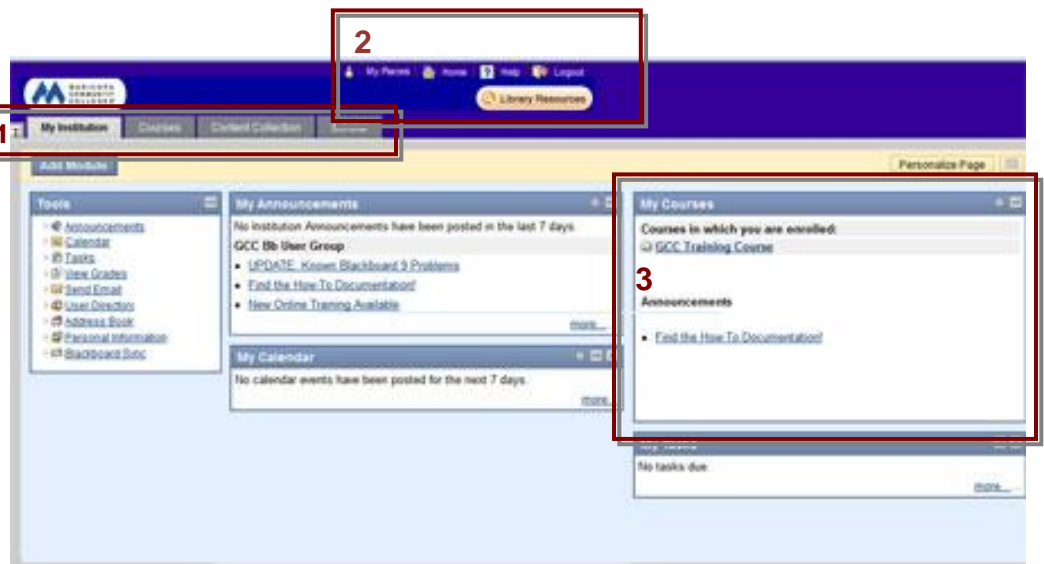 2
My Places Home ? Help Logout
MARICOPA
COMMUNITY
COLLEGES
Library Resources
1
My Institution Courses Content Collection
Add Module
Personalize Page
Tools
Announcements
Calendar
Tasks
View Grades
Send Email
User Directory
Address Book
Personal Information
Blackboard Sync
My Announcements
No Institution Announcements have been posted in the last 7 days.
GCC Bb User Group
UPDATE: Known Blackboard 9 Problems
Find the How To Documentation!
New Online Training Available
more...
My Calendar
No calendar events have been posted for the next 7 days.
more...
My Courses
Courses in which you are enrolled:
GCC Training Course
3
Announcements
Find the How To Documentation!
My Tasks
No tasks due.
more...